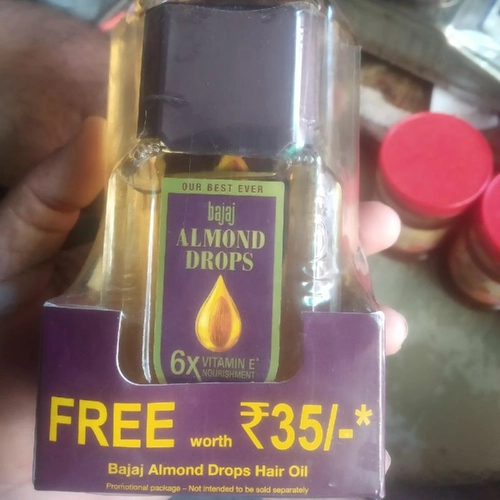 OUR BEST EVER
bajaj
ALMOND
DROPS
6x VITAMIN E*
NOURISHMENT
FREE worth ₹35/-*
Bajaj Almond Drops Hair Oil
Promotional package – Not intended to be sold separately